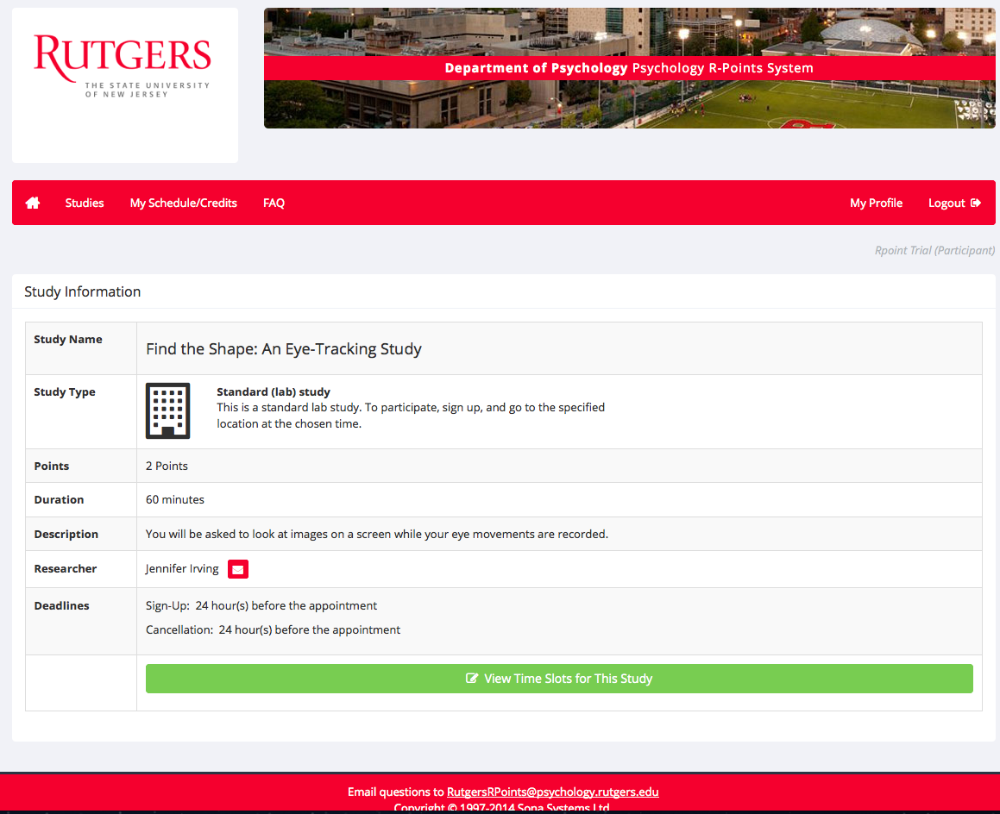 RUTGERS
THE STATE UNIVERSITY
OF NEW JERSEY
Department of Psychology Psychology R-Points System
Studies My Schedule/Credits FAQ My Profile Logout
Rpoint Trial (Participant)
Study Information
Study Name Find the Shape: An Eye-Tracking Study
Study Type Standard (lab) study
This is a standard lab study. To participate, sign up, and go to the specified
location at the chosen time.
Points 2 Points
Duration 60 minutes
Description You will be asked to look at images on a screen while your eye movements are recorded.
Researcher Jennifer Irving
Deadlines Sign-Up: 24 hour(s) before the appointment
Cancellation: 24 hour(s) before the appointment
View Time Slots for This Study
Email questions to RutgersRPoints@psychology.rutgers.edu
Copyright © 1997-2014 Sona Systems Ltd.